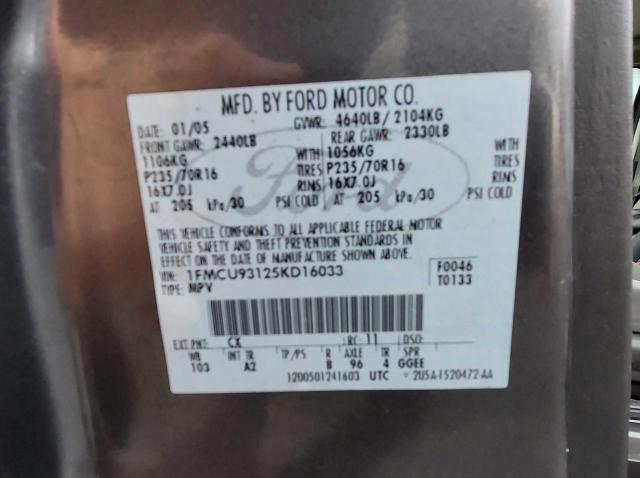 MFD. BY FORD MOTOR CO.
DATE: 01/05 GVWR: 4640LB/2104KG
FRONT GAWR: 2440LB REAR GAWR: 2330LB
1106KG WITH 1056KG WITH
P235/70R16 TIRES P235/70R16 TIRES
16X7.0J RIMS 16X7.0J RIMS
AT 205 kPa/30 PSI COLD AT 205 kPa/30 PSI COLD
Ford
THIS VEHICLE CONFORMS TO ALL APPLICABLE FEDERAL MOTOR
VEHICLE SAFETY AND THEFT PREVENTION STANDARDS IN
EFFECT ON THE DATE OF MANUFACTURE SHOWN ABOVE.
VIN: 1FMCU93125KD16033 F0046
TYPE: MPV T0133
EXT PNT: CX RC: 11 DSO:
WB INT TR TP/PS R AXLE TR SPR
103 A2 B 96 4 GGEE
1200501241603 UTC 2U5A-1520472-AA